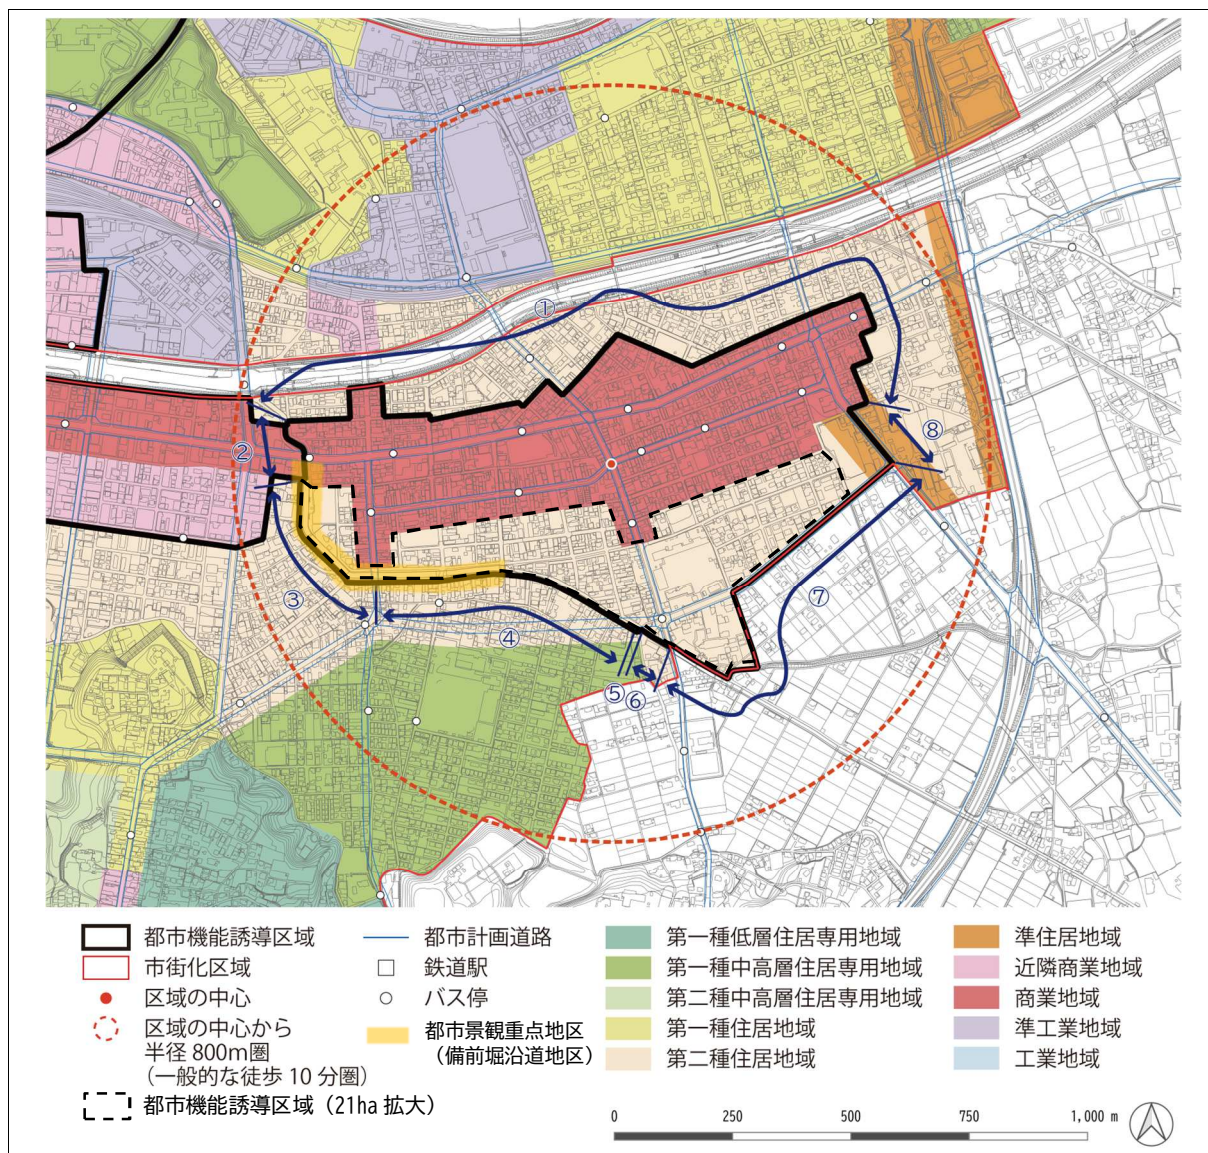 ①
②
⑧
③
④
⑦
⑤
⑥
都市機能誘導区域
市街化区域
区域の中心
区域の中心から
半径 800m圏
（一般的な徒歩 10 分圏）
都市機能誘導区域（21ha 拡大）
都市計画道路
鉄道駅
バス停
都市景観重点地区
（備前堀沿道地区）
第一種低層住居専用地域
第一種中高層住居専用地域
第二種中高層住居専用地域
第一種住居地域
第二種住居地域
準住居地域
近隣商業地域
商業地域
準工業地域
工業地域
0 250 500 750 1,000 m